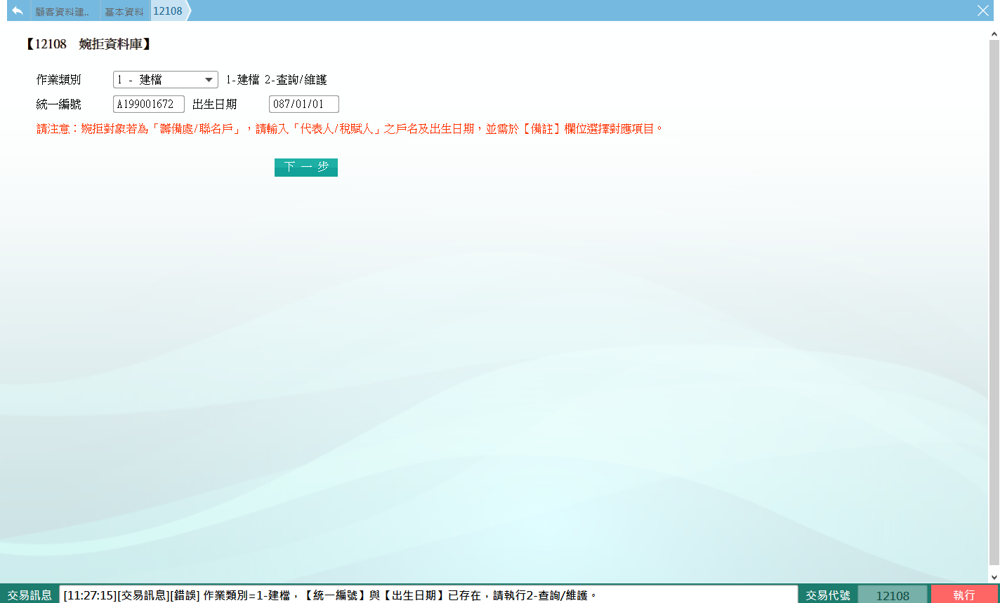 顧客資料建.. 基本資料 12108
【12108 婉拒資料庫】
作業類別 1 - 建檔 1-建檔 2-查詢/維護
統一編號 A199001672 出生日期 087/01/01
請注意：婉拒對象若為「籌備處/聯名戶」，請輸入「代表人/稅賦人」之戶名及出生日期，並需於【備註】欄位選擇對應項目。
下一步
交易訊息 [11:27:15][交易訊息][錯誤] 作業類別=1-建檔，【統一編號】與【出生日期】已存在，請執行2-查詢/維護。 交易代號 12108 執行